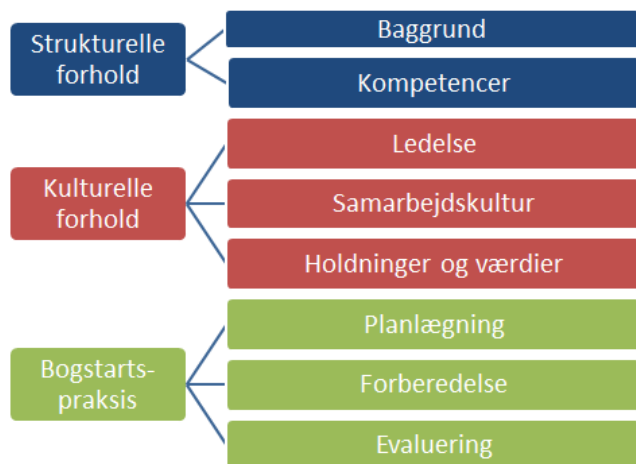 Strukturelle
forhold
Baggrund
Kompetencer
Kulturelle
forhold
Ledelse
Samarbejdskultur
Holdninger og værdier
Bogstarts-
praksis
Planlægning
Forberedelse
Evaluering